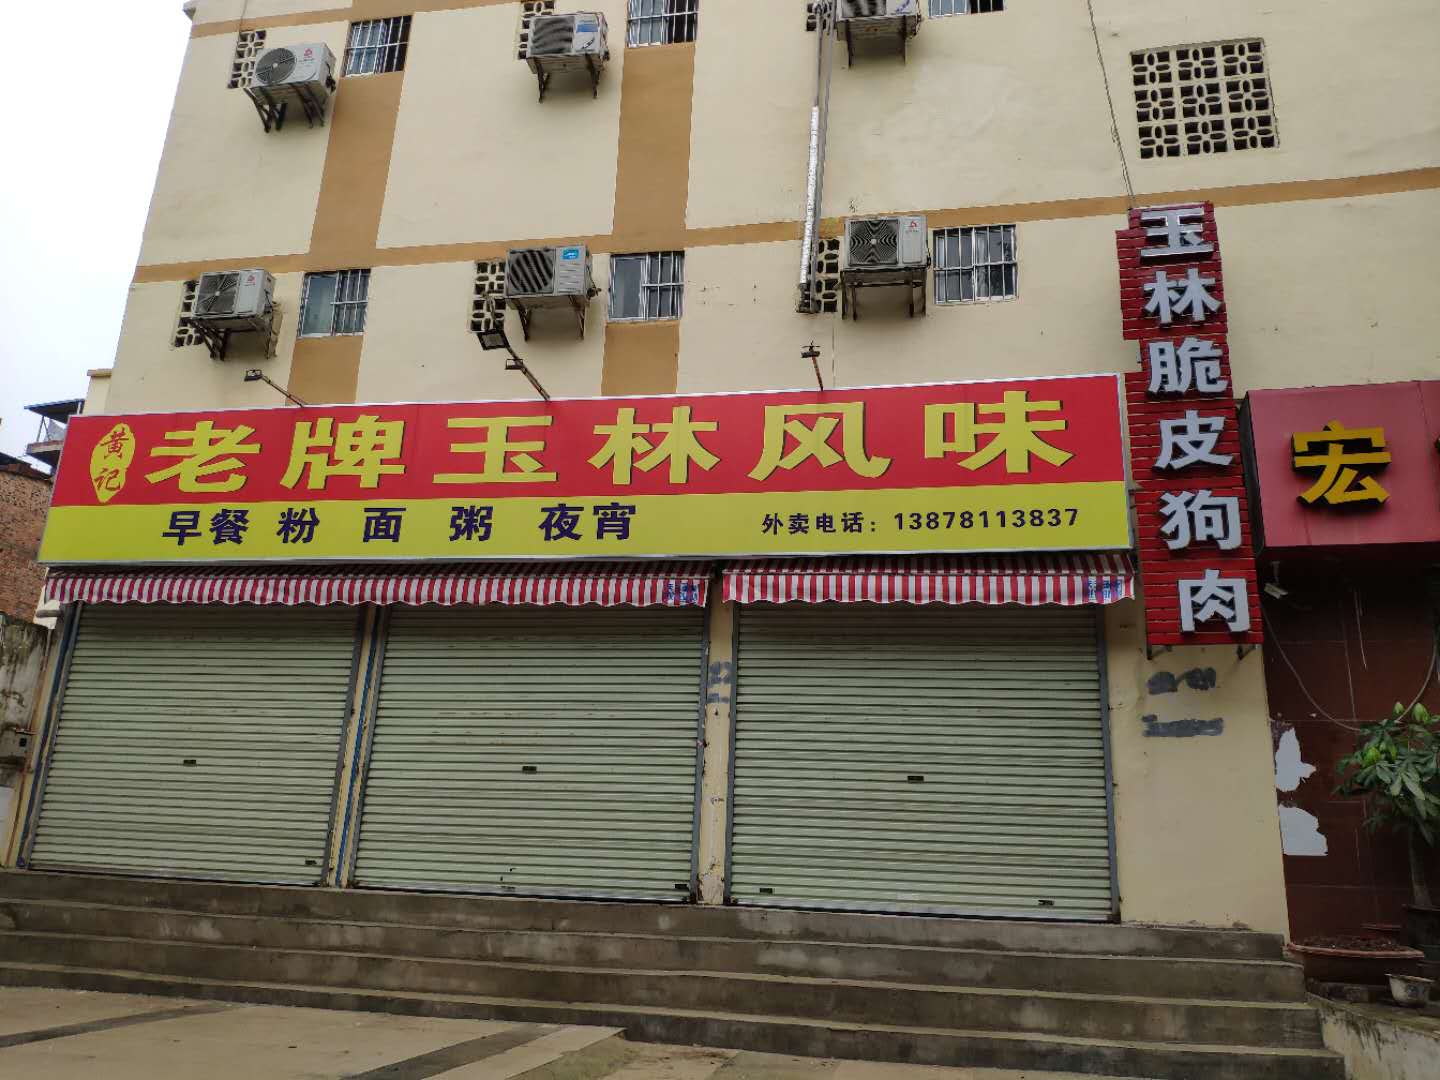 黄记
老牌玉林风味
早餐 粉 面 粥 夜宵
外卖电话：13878113837
玉林脆皮狗肉
宏